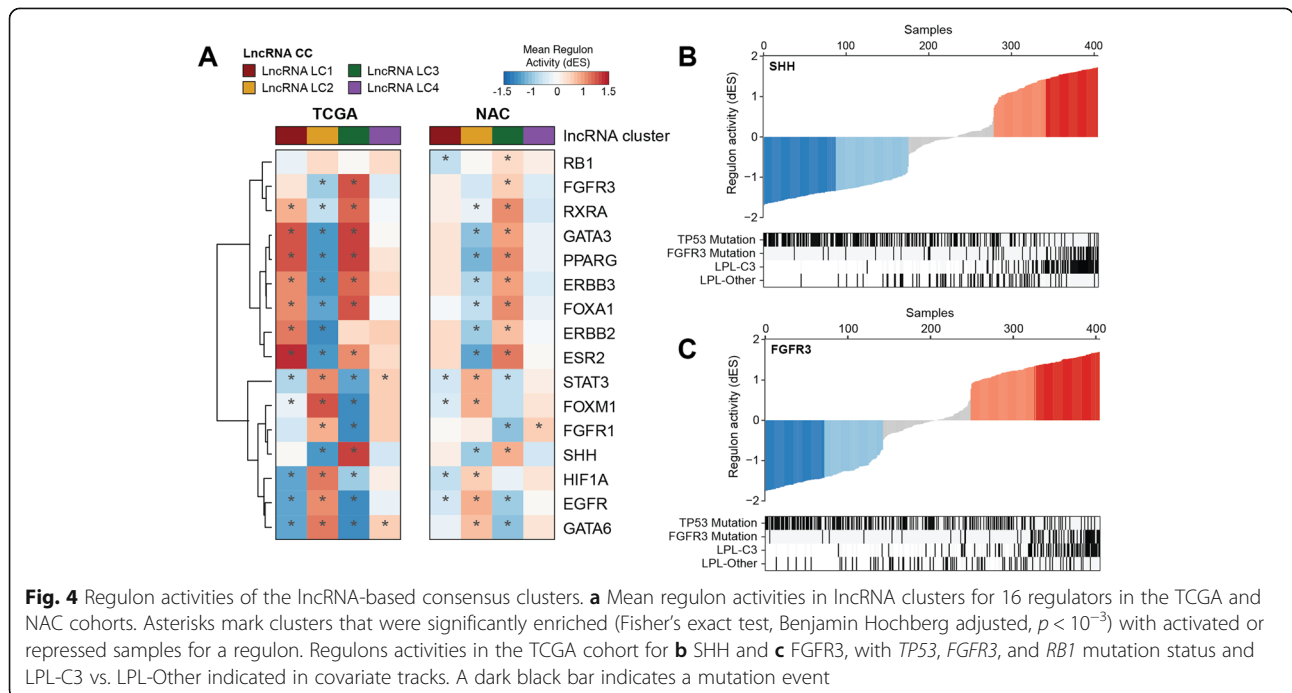 A
LncRNA CC
LncRNA LC1
LncRNA LC3
LncRNA LC2
LncRNA LC4
Mean Regulon
Activity (dES)
-1.5 -1 0 1 1.5
TCGA
NAC
lncRNA cluster
* * RB1
* * * FGFR3
* * * * * RXRA
* * * * * GATA3
* * * * * PPARG
* * * * * ERBB3
* * * * * FOXA1
* * * * ERBB2
* * * * * ESR2
* * * * * * * STAT3
* * * * * FOXM1
* * * * FGFR1
* * * * SHH
* * * * * HIF1A
* * * * * * EGFR
* * * * * * GATA6
B
Samples
0 100 200 300 400
SHH
Regulon activity (dES)
2
1
0
−1
−2
TP53 Mutation
FGFR3 Mutation
LPL-C3
LPL-Other
C
Samples
0 100 200 300 400
FGFR3
Regulon activity (dES)
2
1
0
−1
−2
TP53 Mutation
FGFR3 Mutation
LPL-C3
LPL-Other
Fig. 4 Regulon activities of the lncRNA-based consensus clusters. a Mean regulon activities in lncRNA clusters for 16 regulators in the TCGA and
NAC cohorts. Asterisks mark clusters that were significantly enriched (Fisher's exact test, Benjamin Hochberg adjusted, p < 10⁻³) with activated or
repressed samples for a regulon. Regulons activities in the TCGA cohort for b SHH and c FGFR3, with TP53, FGFR3, and RB1 mutation status and
LPL-C3 vs. LPL-Other indicated in covariate tracks. A dark black bar indicates a mutation event